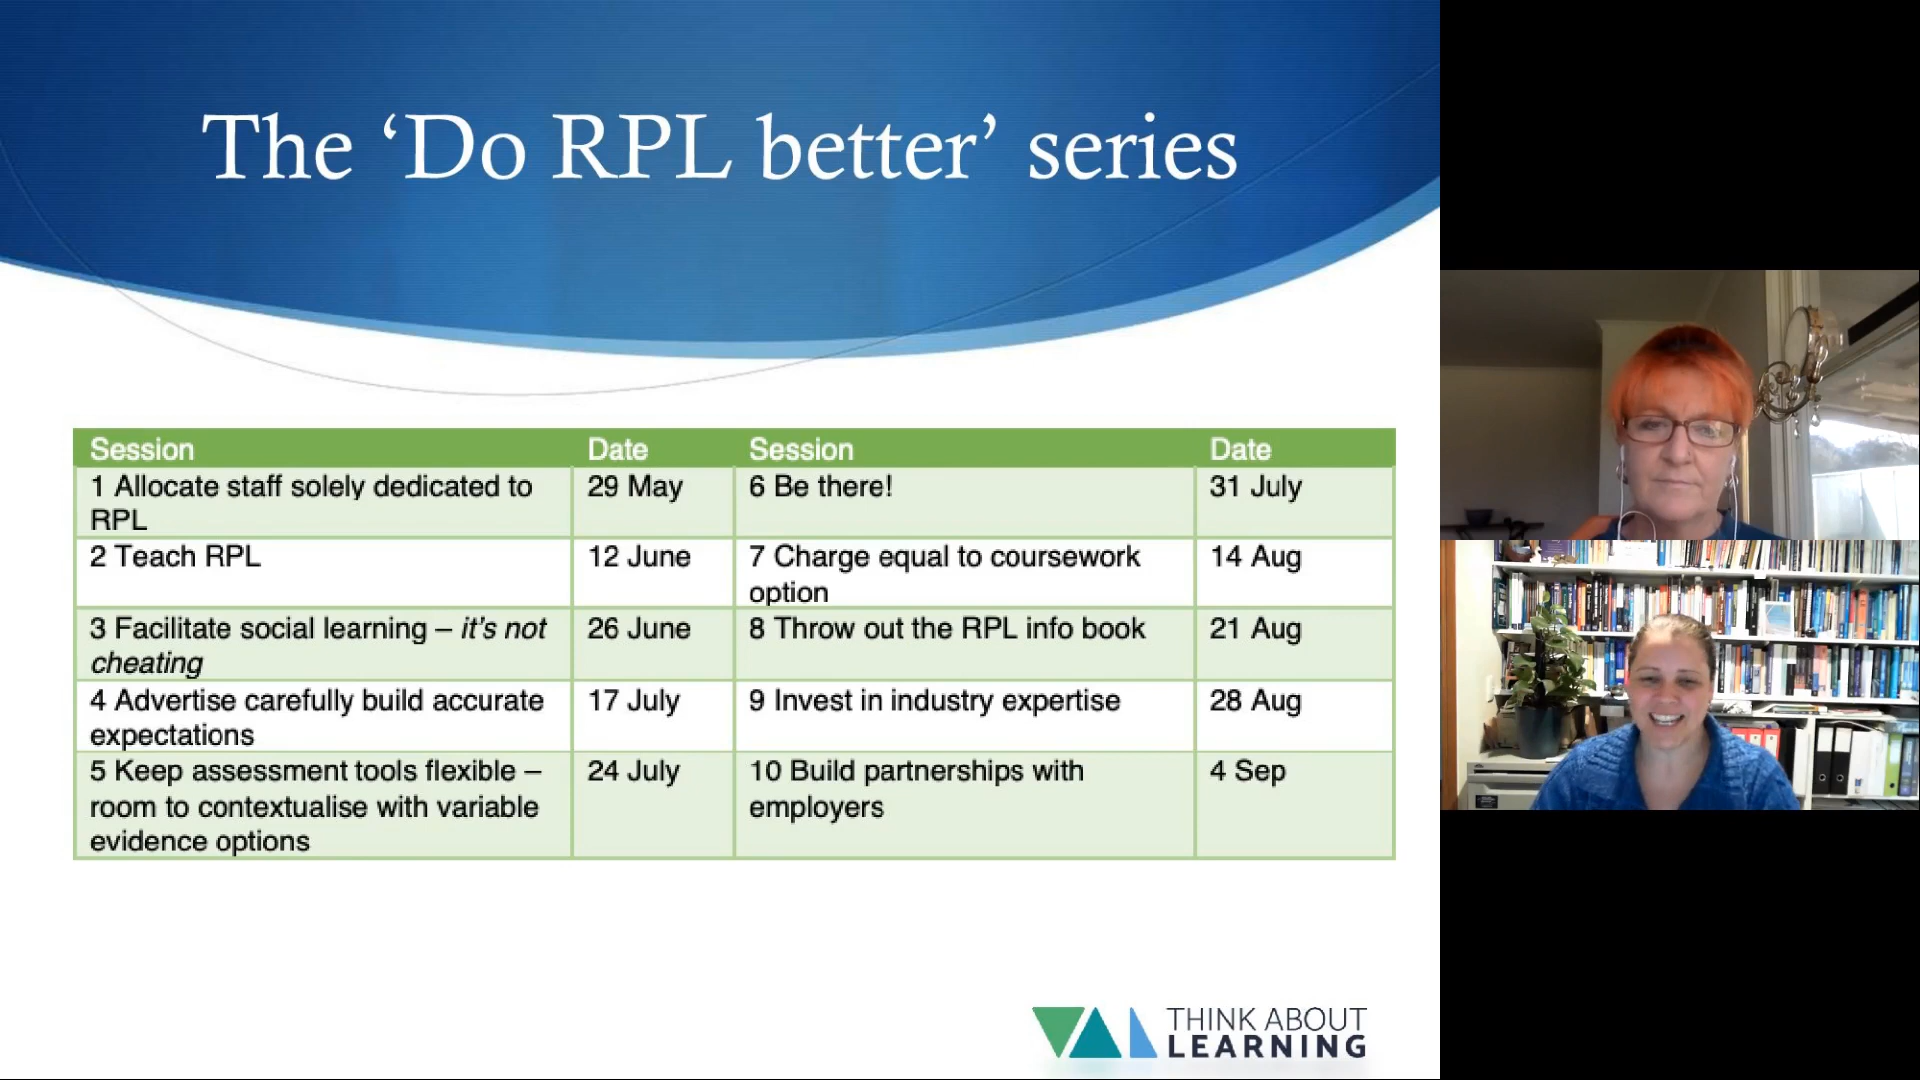 The ‘Do RPL better’ series
Session Date Session Date
1 Allocate staff solely dedicated to
RPL
29 May
6 Be there!
31 July
2 Teach RPL
12 June
7 Charge equal to coursework
option
14 Aug
3 Facilitate social learning – it's not
cheating
26 June
8 Throw out the RPL info book
21 Aug
4 Advertise carefully build accurate
expectations
17 July
9 Invest in industry expertise
28 Aug
5 Keep assessment tools flexible –
room to contextualise with variable
evidence options
24 July
10 Build partnerships with
employers
4 Sep
THINK ABOUT
LEARNING